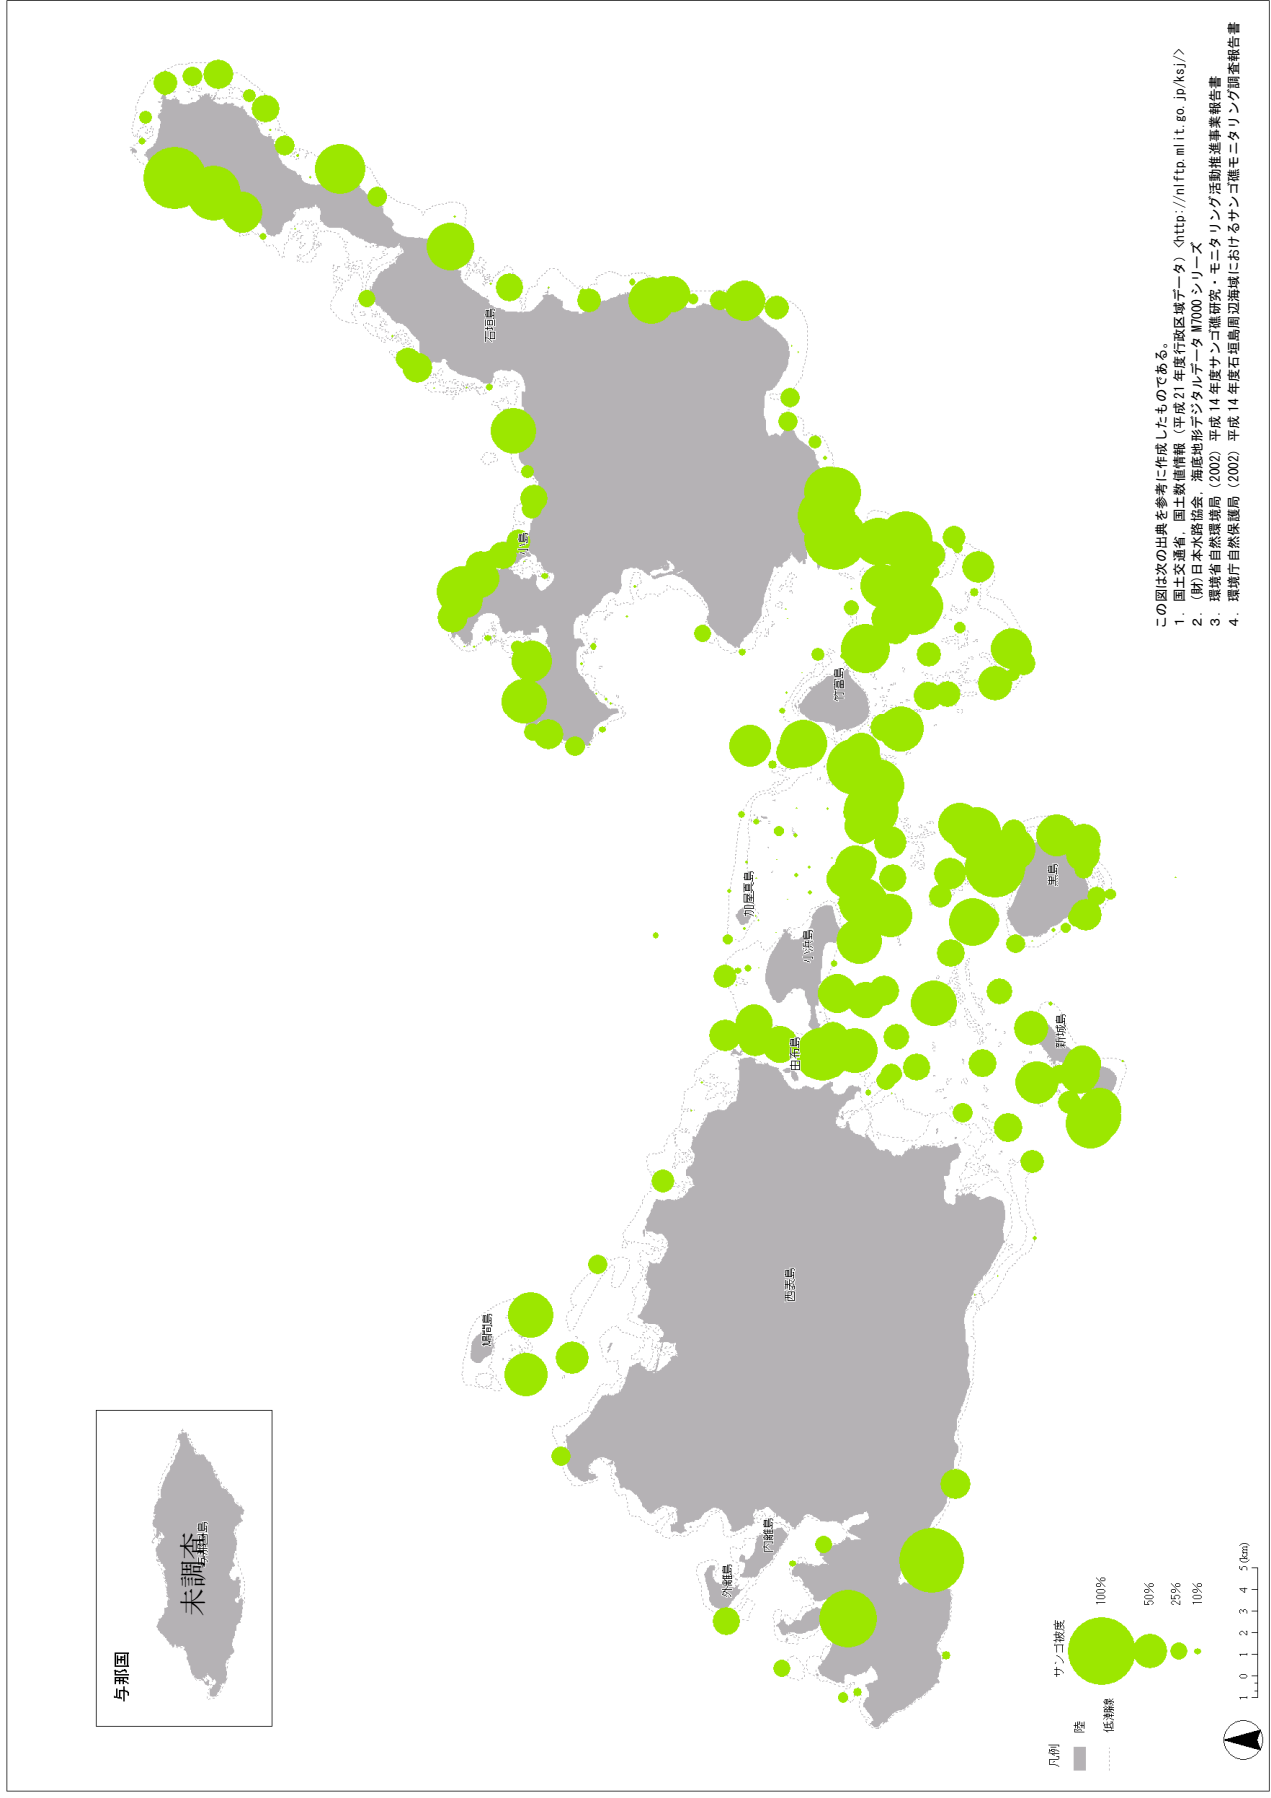 与那国
未調査
石垣島
小島
竹富島
加屋真島
小浜島
黒島
由布島
新城島
西表島
鳩間島
内離島
外離島
この図は次の出典を参考に作成したものである。
1. 国土交通省, 国土数値情報（平成21年度行政区域データ）<http://nlftp.mlit.go.jp/ksj/>
2. (財)日本水路協会, 海底地形デジタルデータ M7000 シリーズ
3. 環境省自然環境局（2002）平成14年度サンゴ礁研究・モニタリング活動推進事業報告書
4. 環境庁自然保護局（2002）平成14年度石垣島周辺海域におけるサンゴ礁モニタリング調査報告書
凡例
陸
低潮線
サンゴ被度
100%
50%
25%
10%
1 0 1 2 3 4 5 (km)